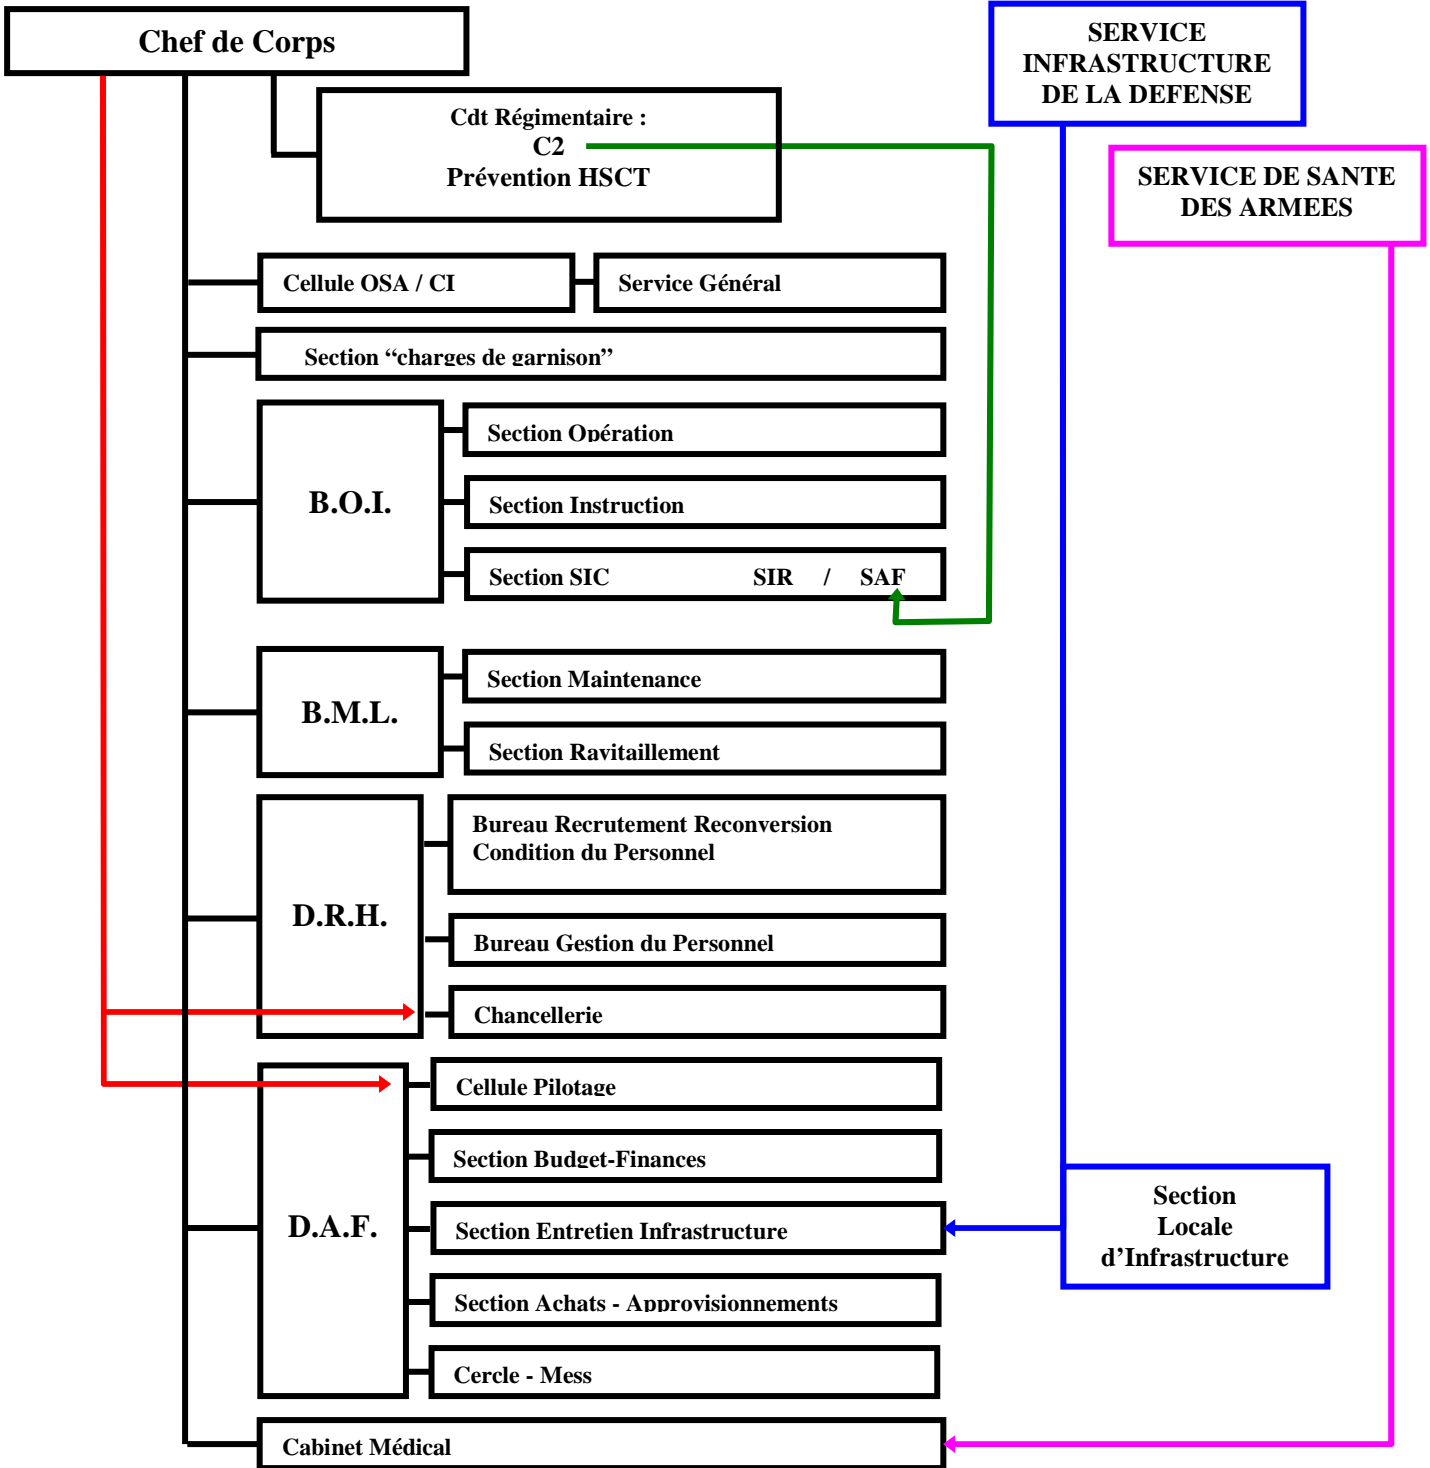 Chef de Corps
SERVICE
INFRASTRUCTURE
DE LA DEFENSE
Cdt Régimentaire :
C2
Prévention HSCT
SERVICE DE SANTE
DES ARMEES
Cellule OSA / CI
Service Général
Section “charges de garnison”
B.O.I.
Section Opération
Section Instruction
Section SIC SIR / SAF
B.M.L.
Section Maintenance
Section Ravitaillement
D.R.H.
Bureau Recrutement Reconversion
Condition du Personnel
Bureau Gestion du Personnel
Chancellerie
D.A.F.
Cellule Pilotage
Section Budget-Finances
Section Entretien Infrastructure
Section Achats - Approvisionnements
Cercle - Mess
Section
Locale
d’Infrastructure
Cabinet Médical